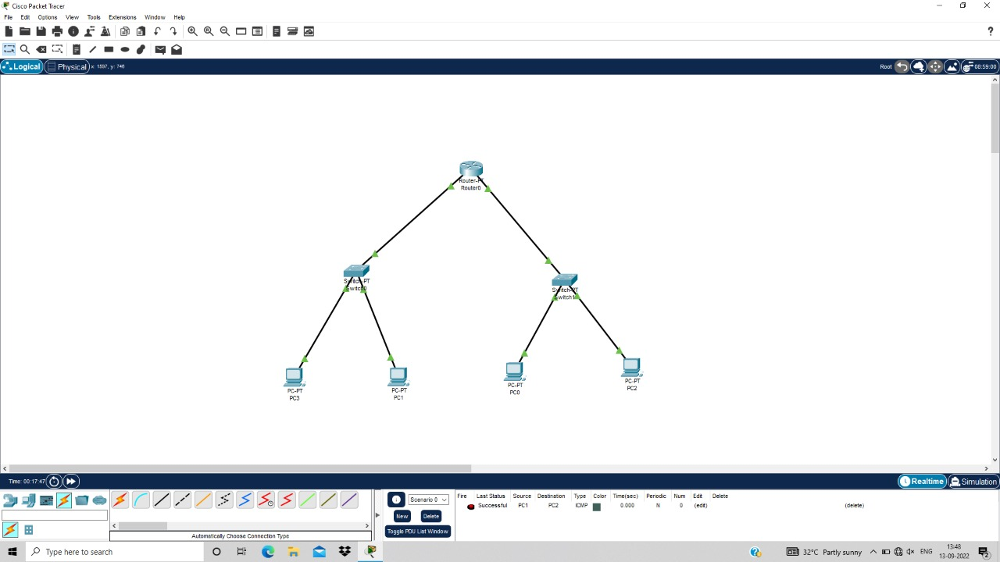 Cisco Packet Tracer
File Edit Options View Tools Extensions Window Help
?
Logical Physical x: 1597, y: 746 Root 08:59:00
Router-PT
Router0
Switch-PT
Switch0
Switch-PT
Switch1
PC-PT
PC3
PC-PT
PC1
PC-PT
PC0
PC-PT
PC2
Time: 00:17:47 Realtime Simulation
Scenario 0
New Delete
Toggle PDU List Window
Automatically Choose Connection Type
Fire Last Status Source Destination Type Color Time(sec) Periodic Num Edit Delete
Successful PC1 PC2 ICMP 0.000 N 0 (edit) (delete)
Type here to search
32°C Partly sunny ENG 13:48
13-09-2022 2